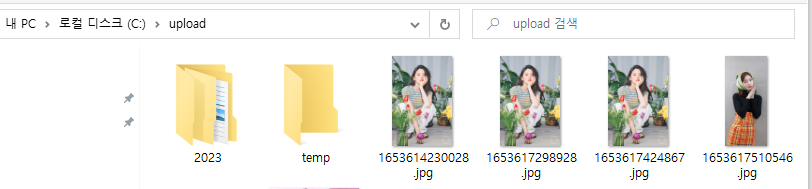 내 PC > 로컬 디스크 (C:) > upload
upload 검색
2023
temp
1653614230028
.jpg
1653617298928
.jpg
1653617424867
.jpg
1653617510546
.jpg